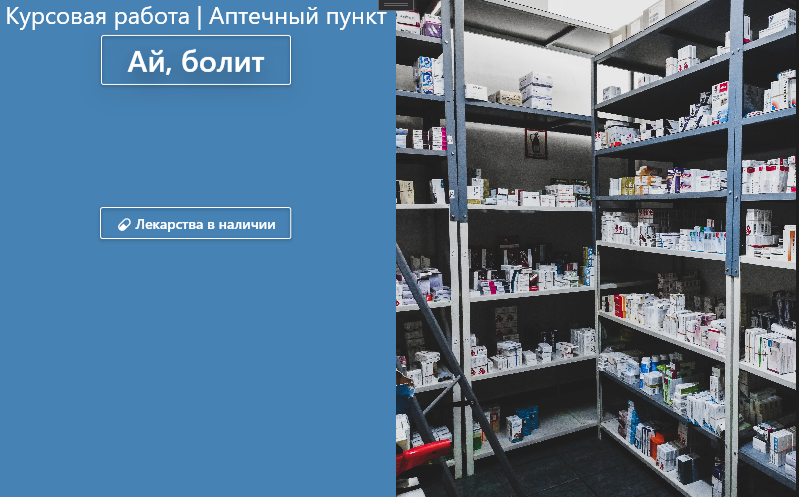 Курсовая работа | Аптечный пункт
Ай, болит
Лекарства в наличии